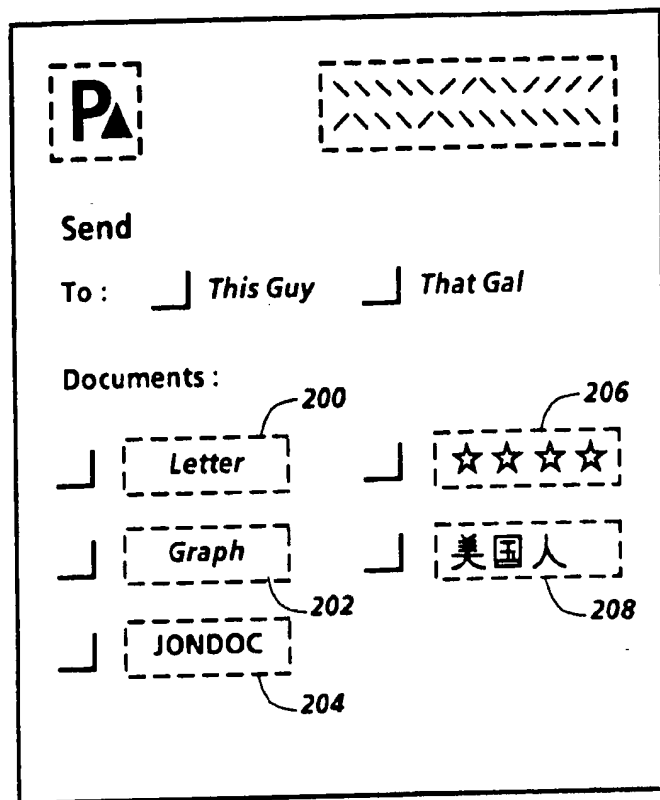 P
Send
To : This Guy That Gal
Documents :
200 206
Letter ☆ ☆ ☆ ☆
Graph 美国人
202 208
JONDOC
204